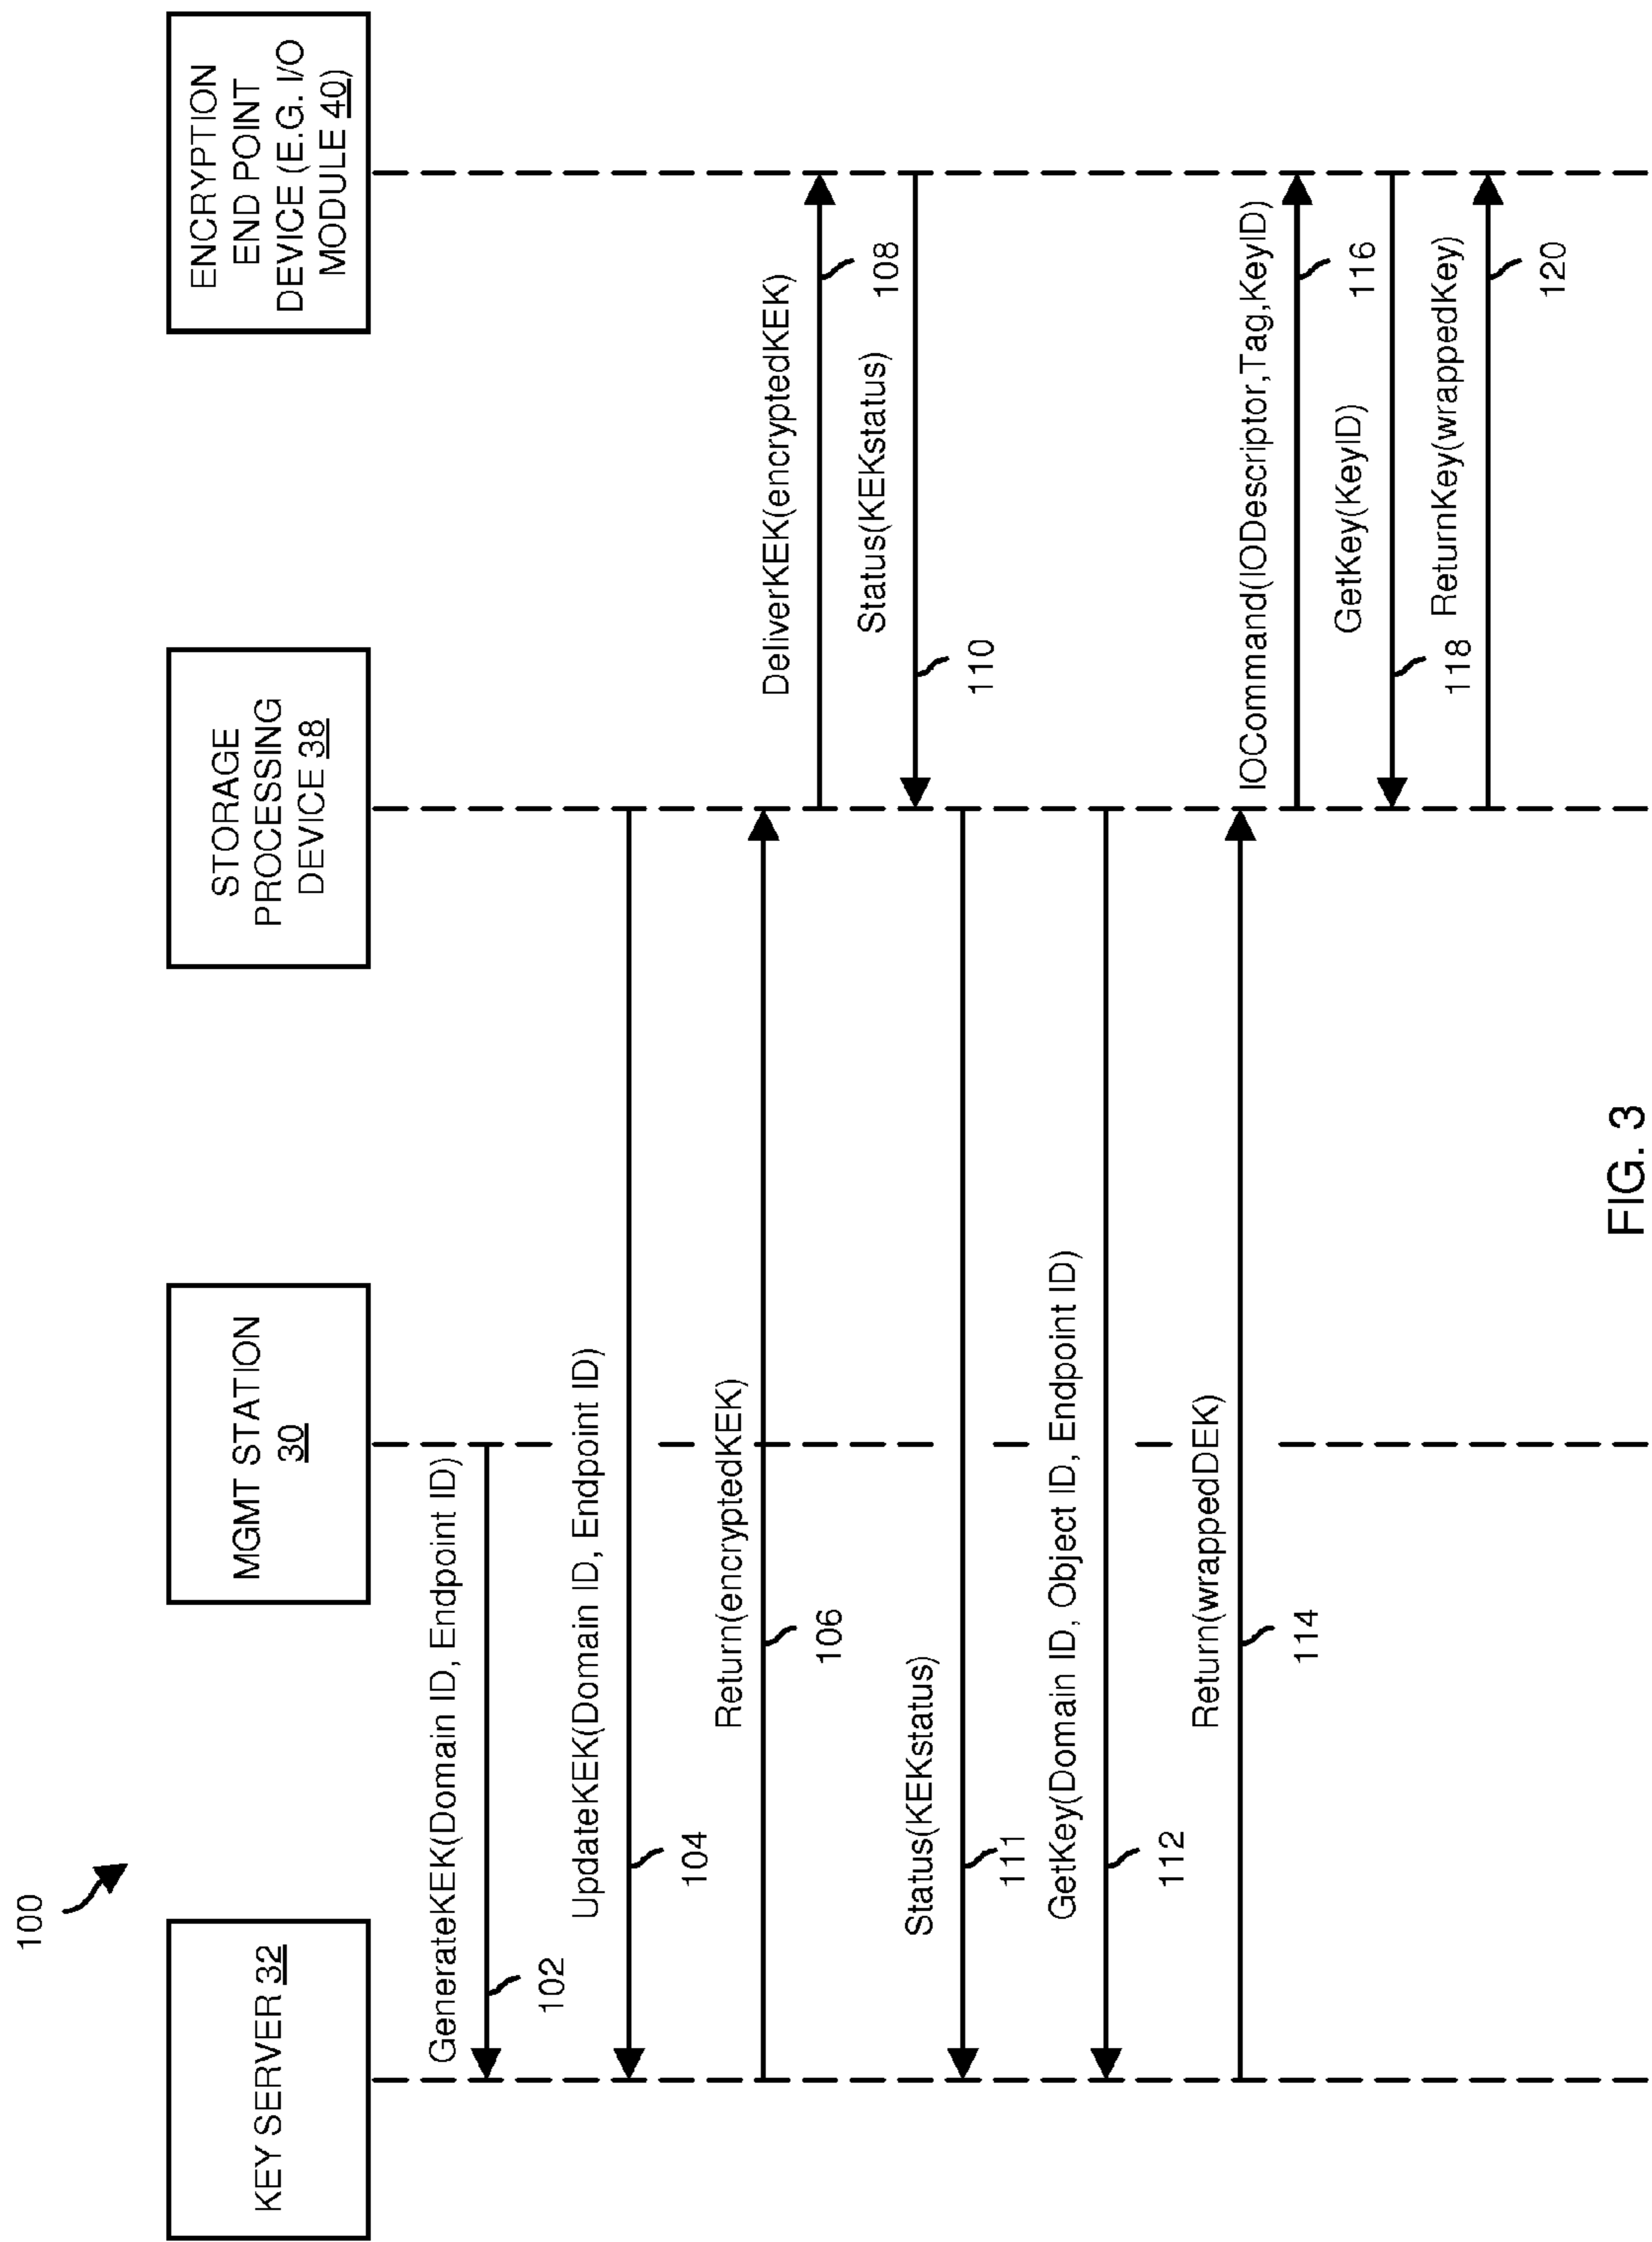 100
KEY SERVER 32
MGMT STATION
30
STORAGE
PROCESSING
DEVICE 38
ENCRYPTION
END POINT
DEVICE (E.G. I/O
MODULE 40)
GenerateKEK(Domain ID, Endpoint ID)
102
UpdateKEK(Domain ID, Endpoint ID)
104
Return(encryptedKEK)
106
DeliverKEK(encryptedKEK)
108
Status(KEKstatus)
110
Status(KEKstatus)
111
GetKey(Domain ID, Object ID, Endpoint ID)
112
Return(wrappedDEK)
114
IOCommand(IODescriptor,Tag,KeyID)
116
GetKey(KeyID)
118
ReturnKey(wrappedKey)
120
FIG. 3